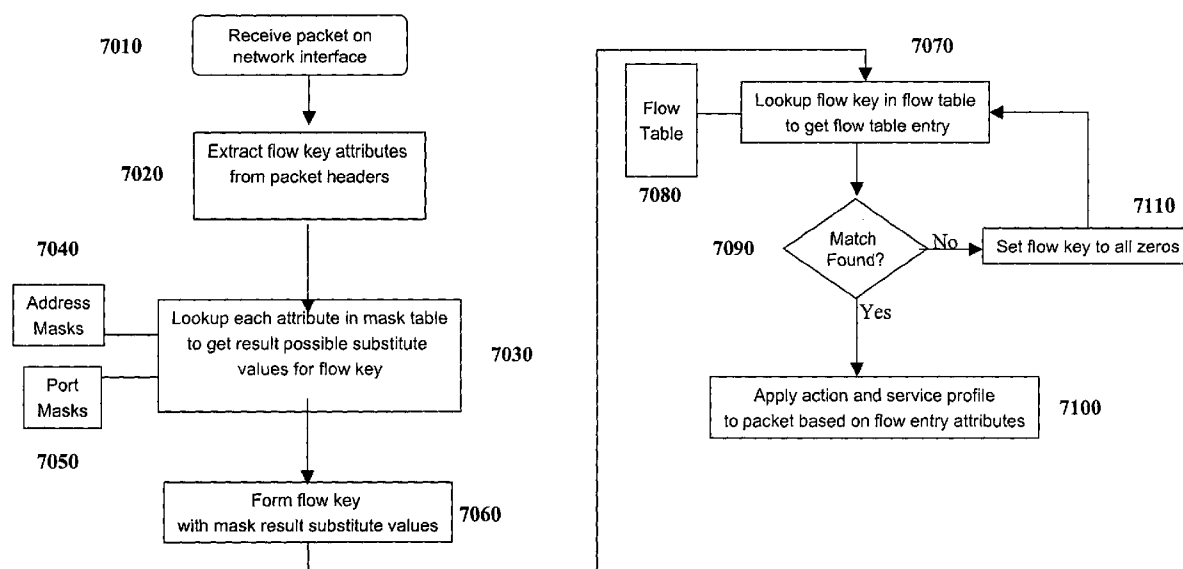 7010
Receive packet on
network interface
7020
Extract flow key attributes
from packet headers
7040
Address
Masks
Lookup each attribute in mask table
to get result possible substitute
values for flow key
7030
Port
Masks
7050
Form flow key
with mask result substitute values
7060
7070
Flow
Table
Lookup flow key in flow table
to get flow table entry
7080
7090
Match
Found?
No
7110
Set flow key to all zeros
Yes
Apply action and service profile
to packet based on flow entry attributes
7100